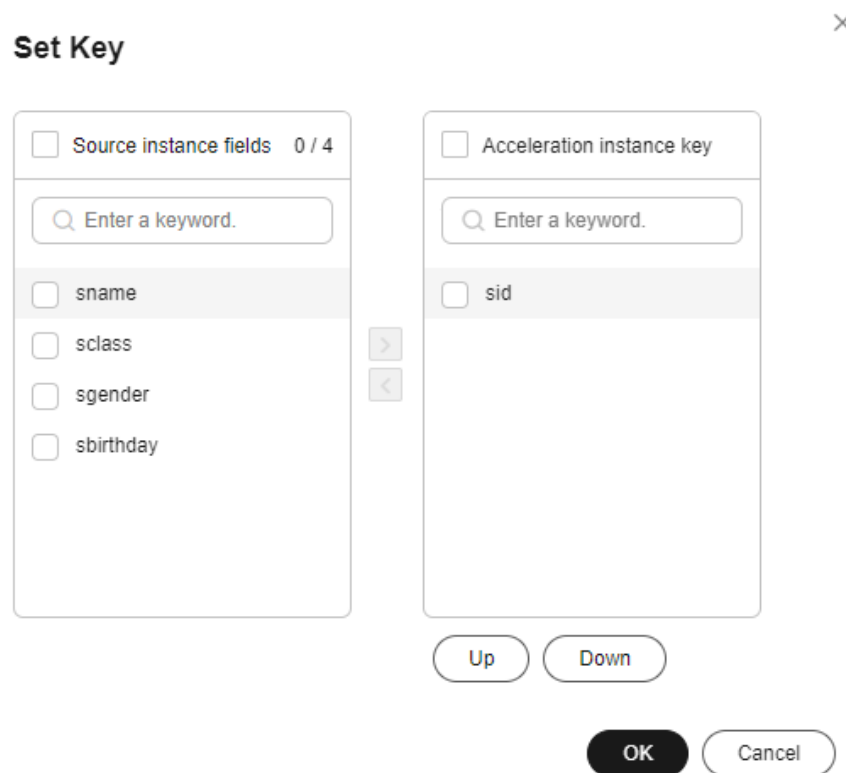 Set Key
Source instance fields 0 / 4
Enter a keyword.
sname
sclass
sgender
sbirthday
Acceleration instance key
Enter a keyword.
sid
Up Down
OK Cancel